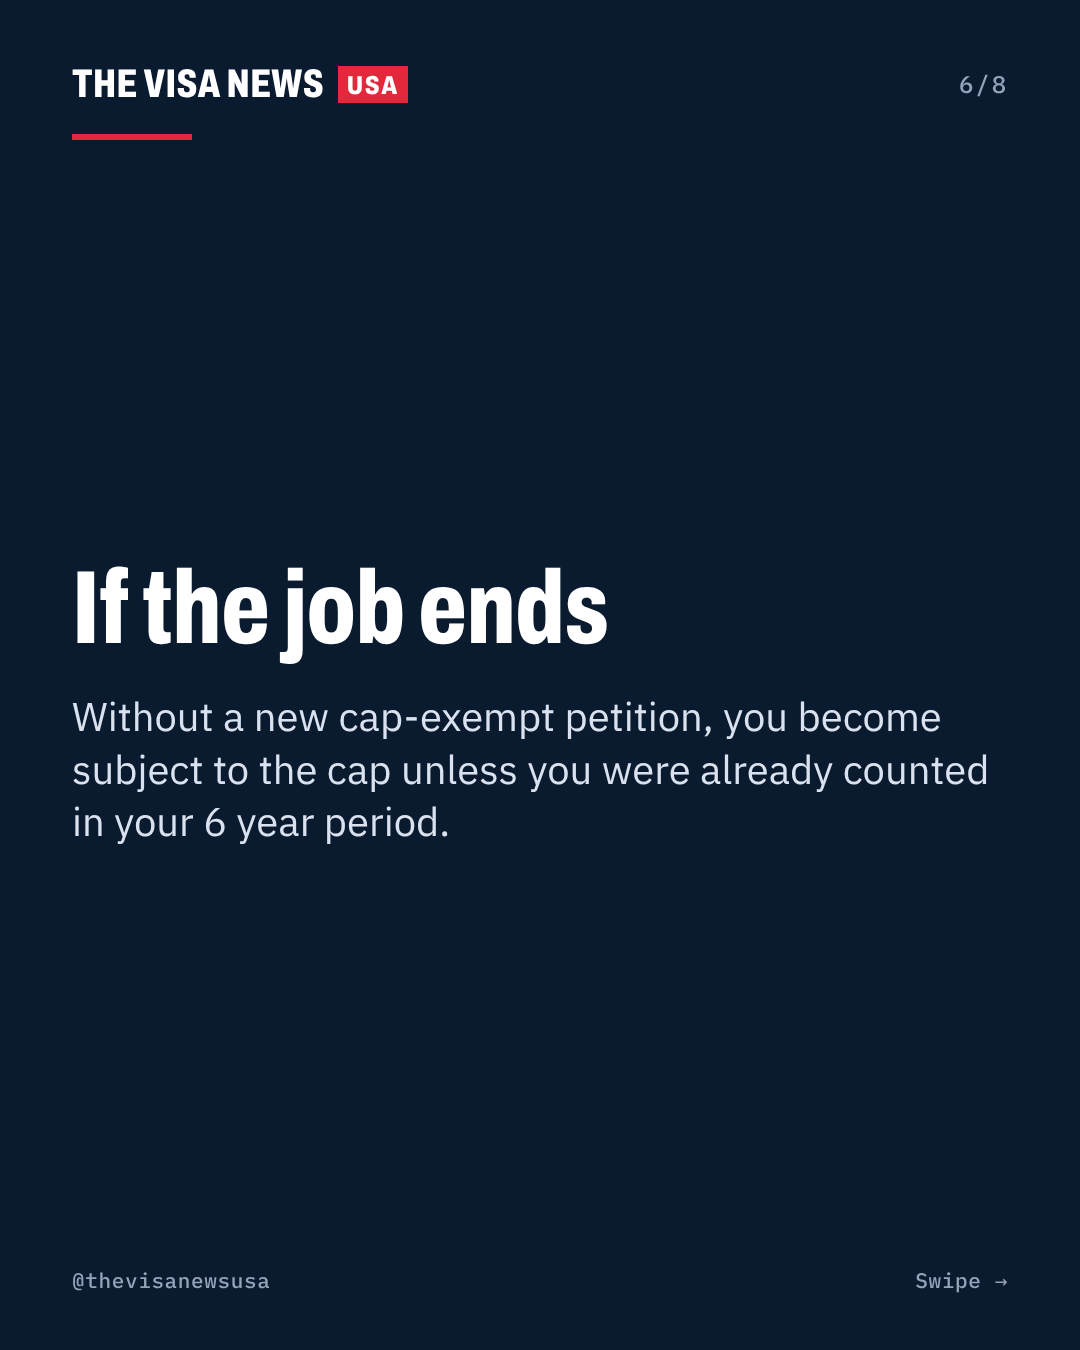 THE VISA NEWS USA
6/8
If the job ends
Without a new cap-exempt petition, you become
subject to the cap unless you were already counted
in your 6 year period.
@thevisanewsusa
Swipe →